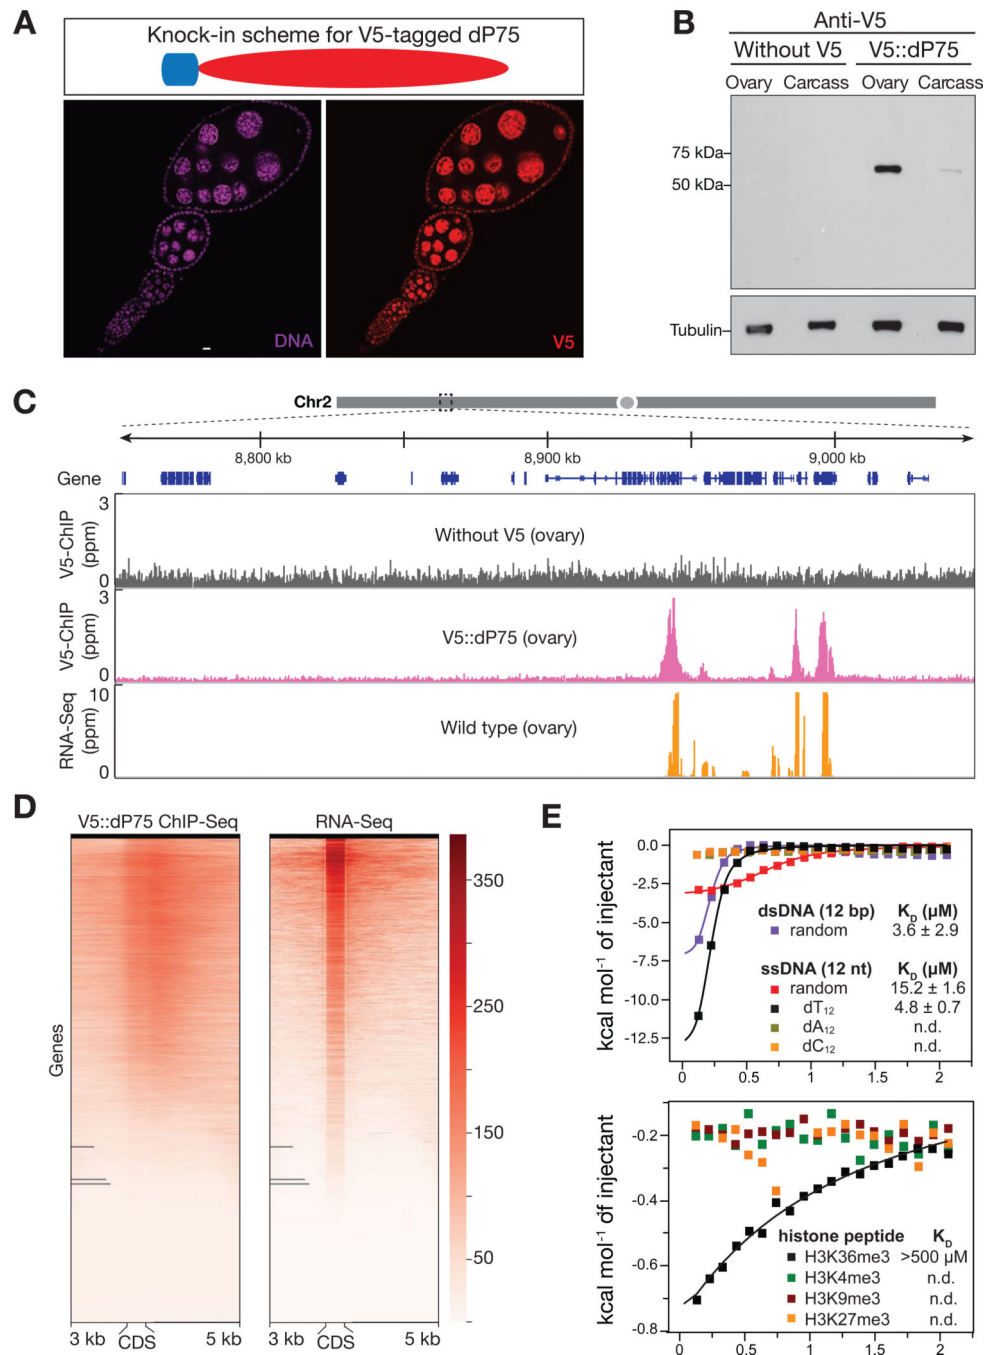 A
Knock-in scheme for V5-tagged dP75
DNA
V5
B
Anti-V5
Without V5 V5::dP75
Ovary Carcass Ovary Carcass
75 kDa
50 kDa
Tubulin
C
Chr2
8,800 kb 8,900 kb 9,000 kb
Gene
V5-ChIP (ppm)
3
0
Without V5 (ovary)
V5-ChIP (ppm)
3
0
V5::dP75 (ovary)
RNA-Seq (ppm)
10
0
Wild type (ovary)
D
V5::dP75 ChIP-Seq
RNA-Seq
Genes
350
250
150
50
3 kb CDS 5 kb
3 kb CDS 5 kb
E
kcal mol⁻¹ of injectant
0.0
-2.5
-5.0
-7.5
-10.0
-12.5
dsDNA (12 bp) K_D (µM)
random 3.6 ± 2.9
ssDNA (12 nt) K_D (µM)
random 15.2 ± 1.6
dT₁₂ 4.8 ± 0.7
dA₁₂ n.d.
dC₁₂ n.d.
0 0.5 1 1.5 2
kcal mol⁻¹ of injectant
-0.2
-0.4
-0.6
-0.8
histone peptide K_D
H3K36me3 >500 µM
H3K4me3 n.d.
H3K9me3 n.d.
H3K27me3 n.d.
0 0.5 1 1.5 2